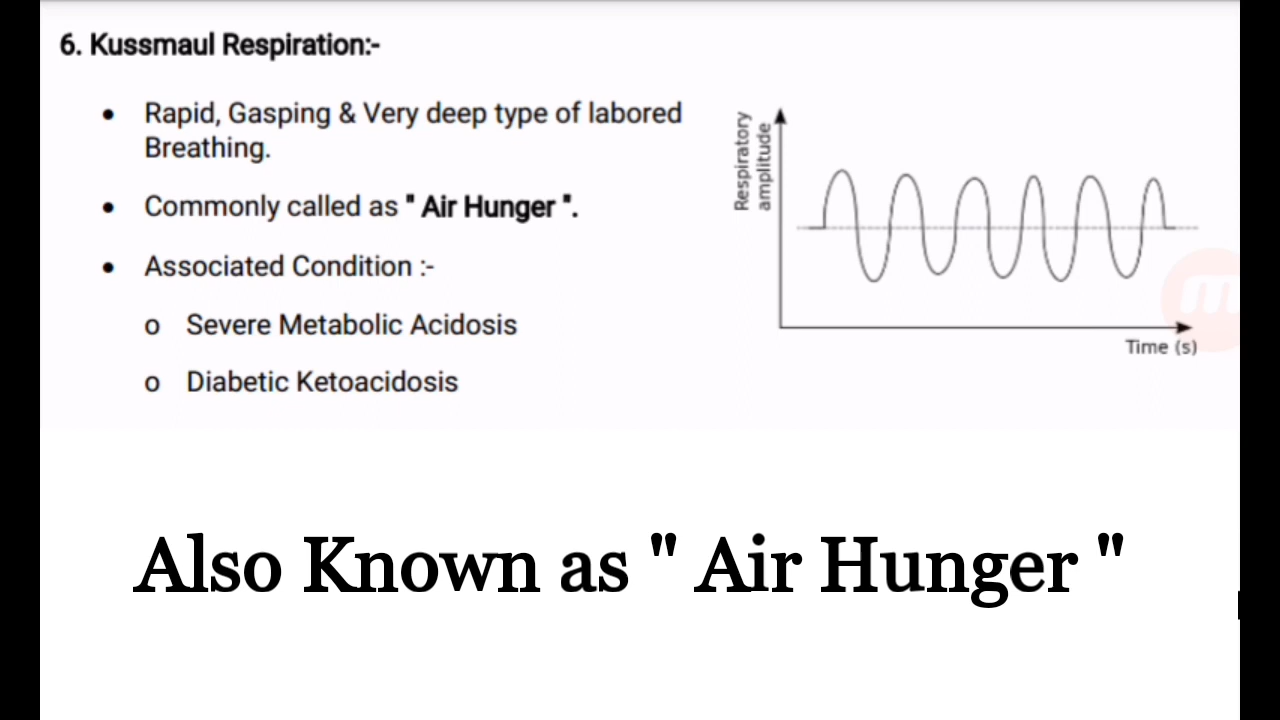 6. Kussmaul Respiration:-
• Rapid, Gasping & Very deep type of labored
Breathing.
• Commonly called as " Air Hunger ".
• Associated Condition :-
o Severe Metabolic Acidosis
o Diabetic Ketoacidosis
Respiratory
amplitude
Time (s)
Also Known as " Air Hunger "